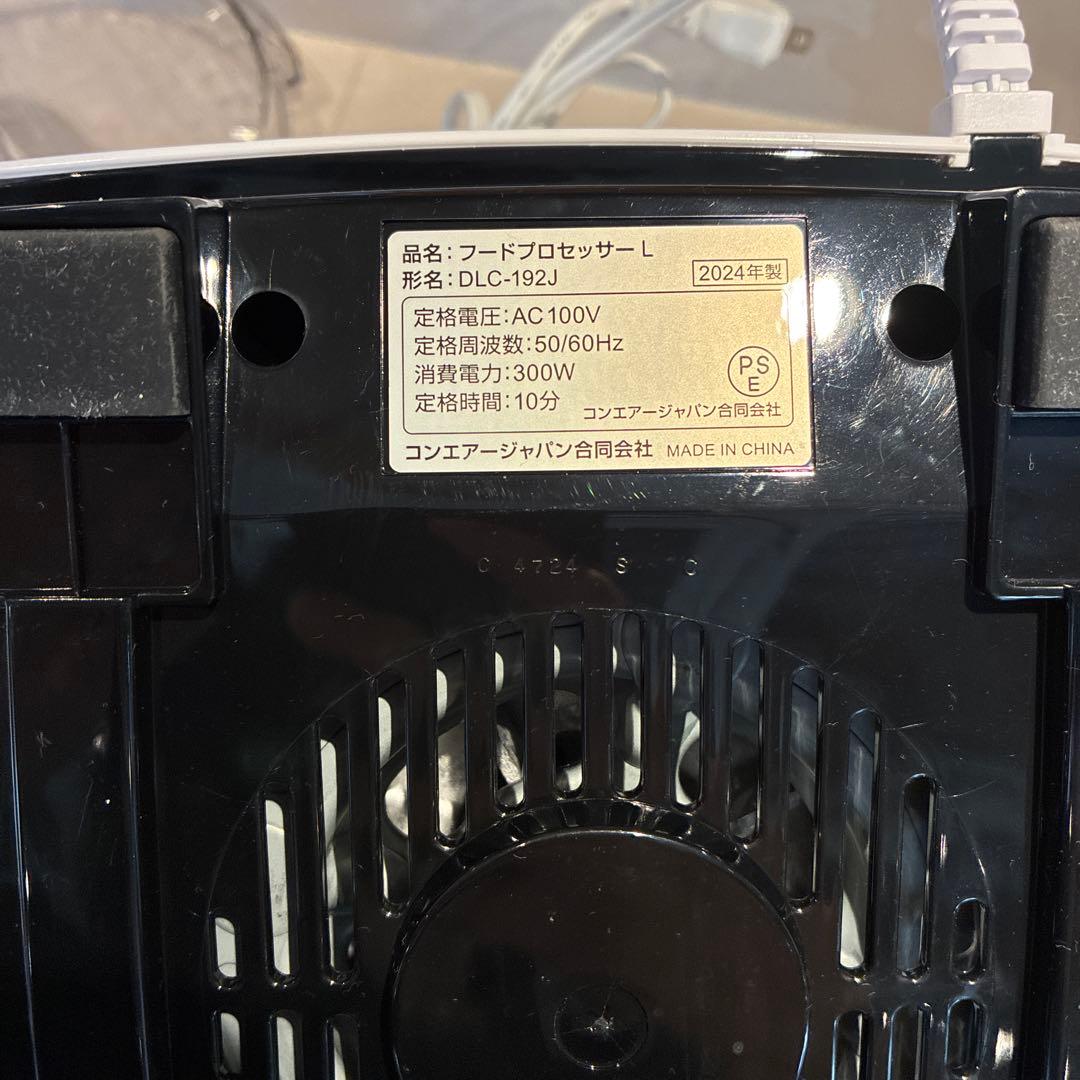 品名：フードプロセッサー L
形名：DLC-192J
2024年製
定格電圧：AC 100V
定格周波数：50/60Hz
消費電力：300W
定格時間：10分
PS
E
コンエアージャパン合同会社
コンエアージャパン合同会社 MADE IN CHINA
C 4724 S C